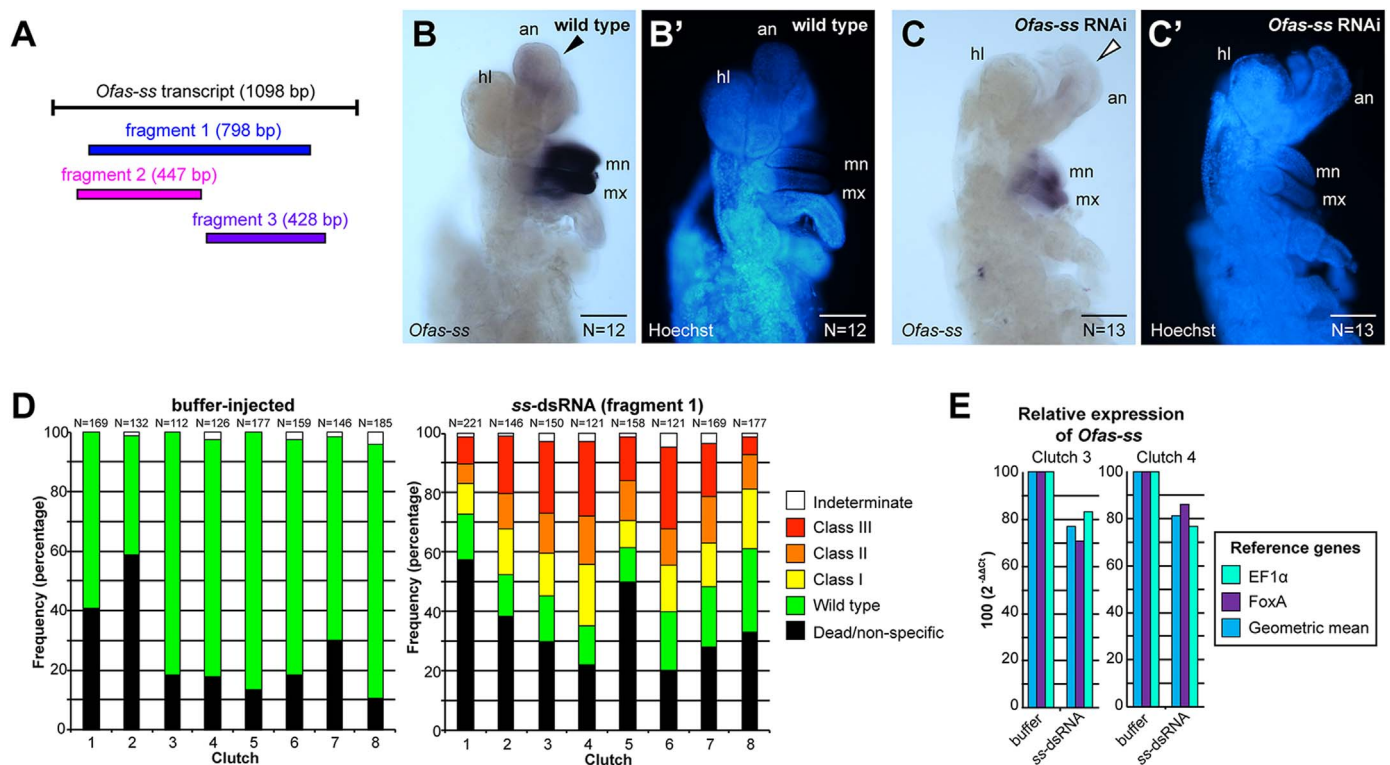 A
Ofas-ss transcript (1098 bp)
fragment 1 (798 bp)
fragment 2 (447 bp)
fragment 3 (428 bp)
B
wild type
an
hl
mn
mx
Ofas-ss
N=12
B'
wild type
an
hl
mn
mx
Hoechst
N=12
C
Ofas-ss RNAi
hl
an
mn
mx
Ofas-ss
N=13
C'
Ofas-ss RNAi
hl
an
mn
mx
Hoechst
N=13
D
buffer-injected
N=169 N=132 N=112 N=126 N=177 N=159 N=146 N=185
Frequency (percentage)
100
80
60
40
20
0
1 2 3 4 5 6 7 8
Clutch
ss-dsRNA (fragment 1)
N=221 N=146 N=150 N=121 N=158 N=121 N=169 N=177
Frequency (percentage)
100
80
60
40
20
0
1 2 3 4 5 6 7 8
Clutch
Indeterminate
Class III
Class II
Class I
Wild type
Dead/non-specific
E
Relative expression
of Ofas-ss
Clutch 3
Clutch 4
100 (2^-ΔΔCt)
100
80
60
40
20
0
buffer
ss-dsRNA
100
80
60
40
20
0
buffer
ss-dsRNA
Reference genes
EF1α
FoxA
Geometric mean